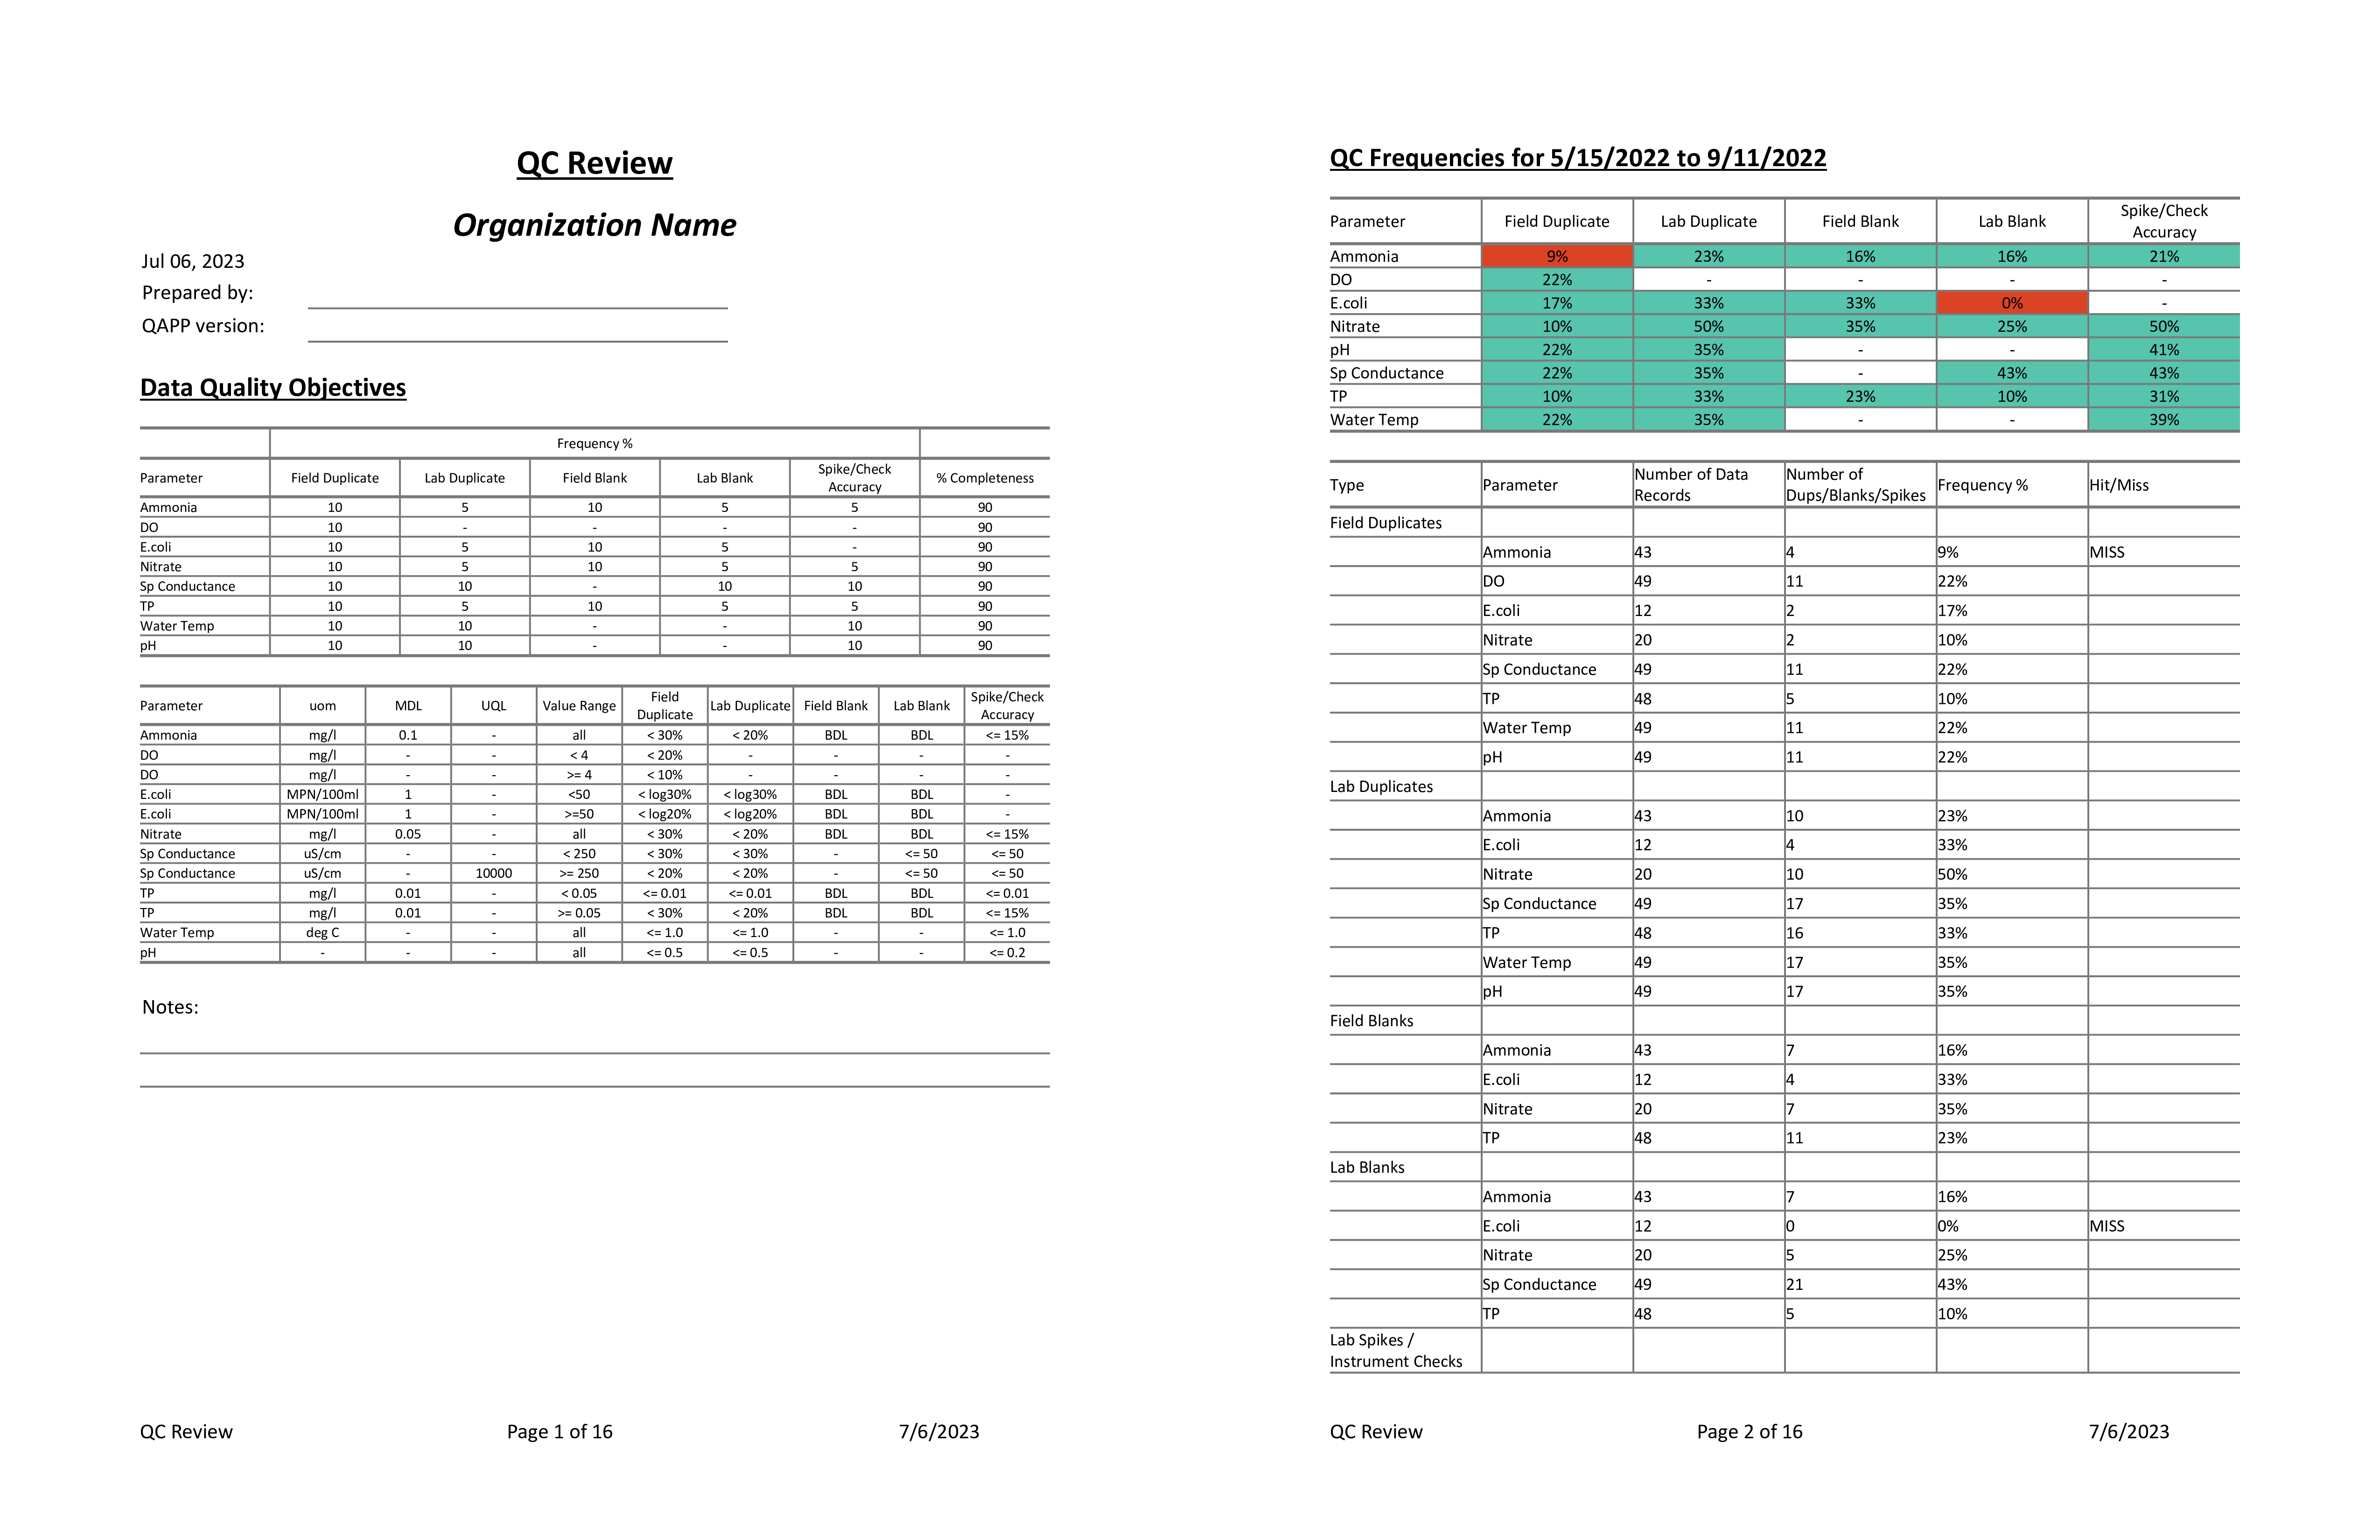 QC Review
Organization Name
Jul 06, 2023
Prepared by:
QAPP version:
Data Quality Objectives
Frequency %
Parameter Field Duplicate Lab Duplicate Field Blank Lab Blank Spike/Check Accuracy % Completeness
Ammonia 10 5 10 5 5 90
DO 10 - - - - 90
E.coli 10 5 10 5 - 90
Nitrate 10 5 10 5 5 90
Sp Conductance 10 10 - 10 10 90
TP 10 5 10 5 5 90
Water Temp 10 10 - - 10 90
pH 10 10 - - 10 90
Parameter uom MDL UQL Value Range Field Duplicate Lab Duplicate Field Blank Lab Blank Spike/Check Accuracy
Ammonia mg/l 0.1 - all < 30% < 20% BDL BDL <= 15%
DO mg/l - - < 4 < 20% - - - -
DO mg/l - - >= 4 < 10% - - - -
E.coli MPN/100ml 1 - <50 < log30% < log30% BDL BDL -
E.coli MPN/100ml 1 - >=50 < log20% < log20% BDL BDL -
Nitrate mg/l 0.05 - all < 30% < 20% BDL BDL <= 15%
Sp Conductance uS/cm - - < 250 < 30% < 30% - <= 50 <= 50
Sp Conductance uS/cm - 10000 >= 250 < 20% < 20% - <= 50 <= 50
TP mg/l 0.01 - < 0.05 <= 0.01 <= 0.01 BDL BDL <= 0.01
TP mg/l 0.01 - >= 0.05 < 30% < 20% BDL BDL <= 15%
Water Temp deg C - - all <= 1.0 <= 1.0 - - <= 1.0
pH - - - all <= 0.5 <= 0.5 - - <= 0.2
Notes:
QC Review Page 1 of 16 7/6/2023
QC Frequencies for 5/15/2022 to 9/11/2022
Parameter Field Duplicate Lab Duplicate Field Blank Lab Blank Spike/Check Accuracy
Ammonia 9% 23% 16% 16% 21%
DO 22% - - - -
E.coli 17% 33% 33% 0% -
Nitrate 10% 50% 35% 25% 50%
pH 22% 35% - - 41%
Sp Conductance 22% 35% - 43% 43%
TP 10% 33% 23% 10% 31%
Water Temp 22% 35% - - 39%
Type Parameter Number of Data Records Number of Dups/Blanks/Spikes Frequency % Hit/Miss
Field Duplicates
Ammonia 43 4 9% MISS
DO 49 11 22%
E.coli 12 2 17%
Nitrate 20 2 10%
Sp Conductance 49 11 22%
TP 48 5 10%
Water Temp 49 11 22%
pH 49 11 22%
Lab Duplicates
Ammonia 43 10 23%
E.coli 12 4 33%
Nitrate 20 10 50%
Sp Conductance 49 17 35%
TP 48 16 33%
Water Temp 49 17 35%
pH 49 17 35%
Field Blanks
Ammonia 43 7 16%
E.coli 12 4 33%
Nitrate 20 7 35%
TP 48 11 23%
Lab Blanks
Ammonia 43 7 16%
E.coli 12 0 0% MISS
Nitrate 20 5 25%
Sp Conductance 49 21 43%
TP 48 5 10%
Lab Spikes /
Instrument Checks
QC Review Page 2 of 16 7/6/2023